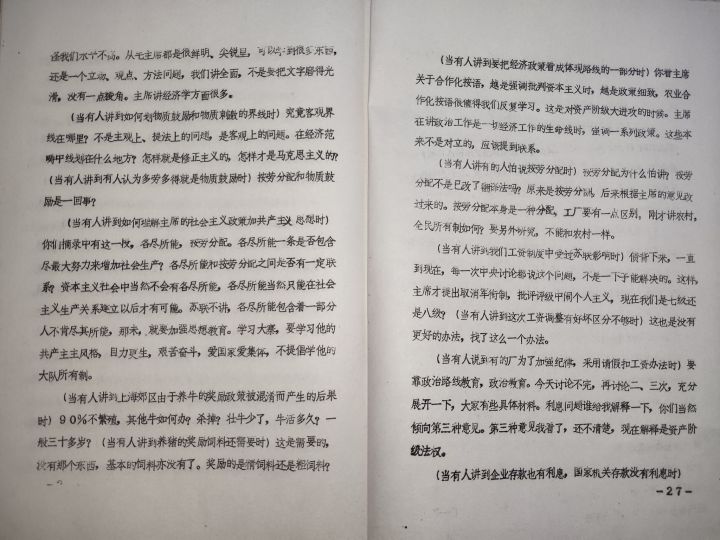 我们水平不高。从毛主席都是很鲜明、尖锐呈，可以学到很多东西，
还是一个立场、观点、方法问题，我们讲全面，不是要把文字磨得光
滑，没有一点棱角。主席讲经济学方面很多。
（当有人讲到如何划物质鼓励和物质刺激的界线时）究竟客观界
线在哪里？不是主观上、提法上的问题，是客观上的问题。在经济范
畴中线划在什么地方？怎样就是修正主义的，怎样才是马克思主义的？
（当有人讲到有人认为多劳多得就是物质鼓励时）按劳分配和物质鼓
励是一回事？
（当有人讲到如何理解主席的社会主义政策加共产主义思想时）
你们摘录中有这一段，各尽所能，按劳分配。各尽所能一条是否包含
尽最大努力来增加社会生产？各尽所能和按劳分配之间是否有一定联
系？资本主义社会中当然不会有各尽所能，各尽所能当然只能在社会
主义生产关系建立以后才有可能。苏联不讲，各尽所能包含着一部分
人不肯尽其所能，那末，就要加强思想教育。学习大寨，要学习他的
共产主主风格，自力更生，艰苦奋斗，爱国家爱集体，不提倡学他的
大队所有制。
（当有人讲到上海郊区由于养牛的奖励政策被混淆而产生的后果
时）90％不繁殖，其他牛如何办？杀掉？壮牛少了，牛活多久？一
般三十多岁？（当有人讲到养猪的奖励饲料还需要时）这是需要的，
没有那个东西，基本的饲料亦没有了。奖励的是精饲料还是粗饲料？
（当有人讲到要把经济政策看成体现路线的一部分时）你看主席
关于合作化按语，越是强调批判资本主义时，越是政策细致，农业合
作化按语很值得我们反复学习。这是对资产阶级大进攻的时候。主席
在讲政治工作是一切经济工作的生命线时，强调一系列政策。这些本
来不是对立的，应该提到联系。
（当有人讲有的人怕说按劳分配时）按劳分配为什么怕讲？按劳
分配不是已改了翻译法吗？原来是按劳分酬，后来根据主席的意见改
过来的。按劳分配本身是一种分配，工厂要有一点区别，刚才讲农村，
全民所有制如何？要另外研究，不能和农村一样。
（当有人讲到我们工资制度中受过苏联影响时）债背下来，一直
到现在，每一次中央讨论都说这个问题，不是一下子能解决的。这样，
主席才提出取消军衔制，批评评级中闹个人主义，现在我们是七级还
是八级？（当有人讲到这次工资调整有好坏区分不够时）这也是没有
更好的办法，找了这么一个办法。
（当有人说到有的厂为了加强纪律，采用请假扣工资办法时）要
靠政治路线教育，政治教育。今天讨论不完，再讨论二、三次，充分
展开一下，大家有些具体材料。利息问题谁给我解释一下，你们当然
倾向第三种意见。第三种意见我看了，还不清楚，现在解释是资产阶
级法权。
（当有人讲到企业存款也有利息，国家机关存款没有利息时）
-27-